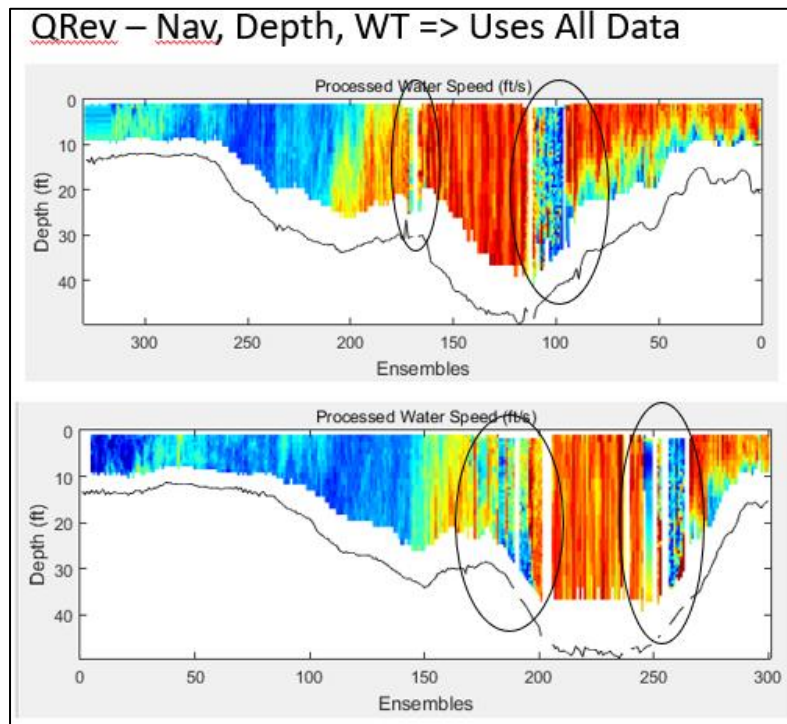 QRev – Nav, Depth, WT => Uses All Data
Processed Water Speed (ft/s)
0
10
20
30
40
Depth (ft)
300 250 200 150 100 50 0
Ensembles
Processed Water Speed (ft/s)
0
10
20
30
40
Depth (ft)
0 50 100 150 200 250 300
Ensembles